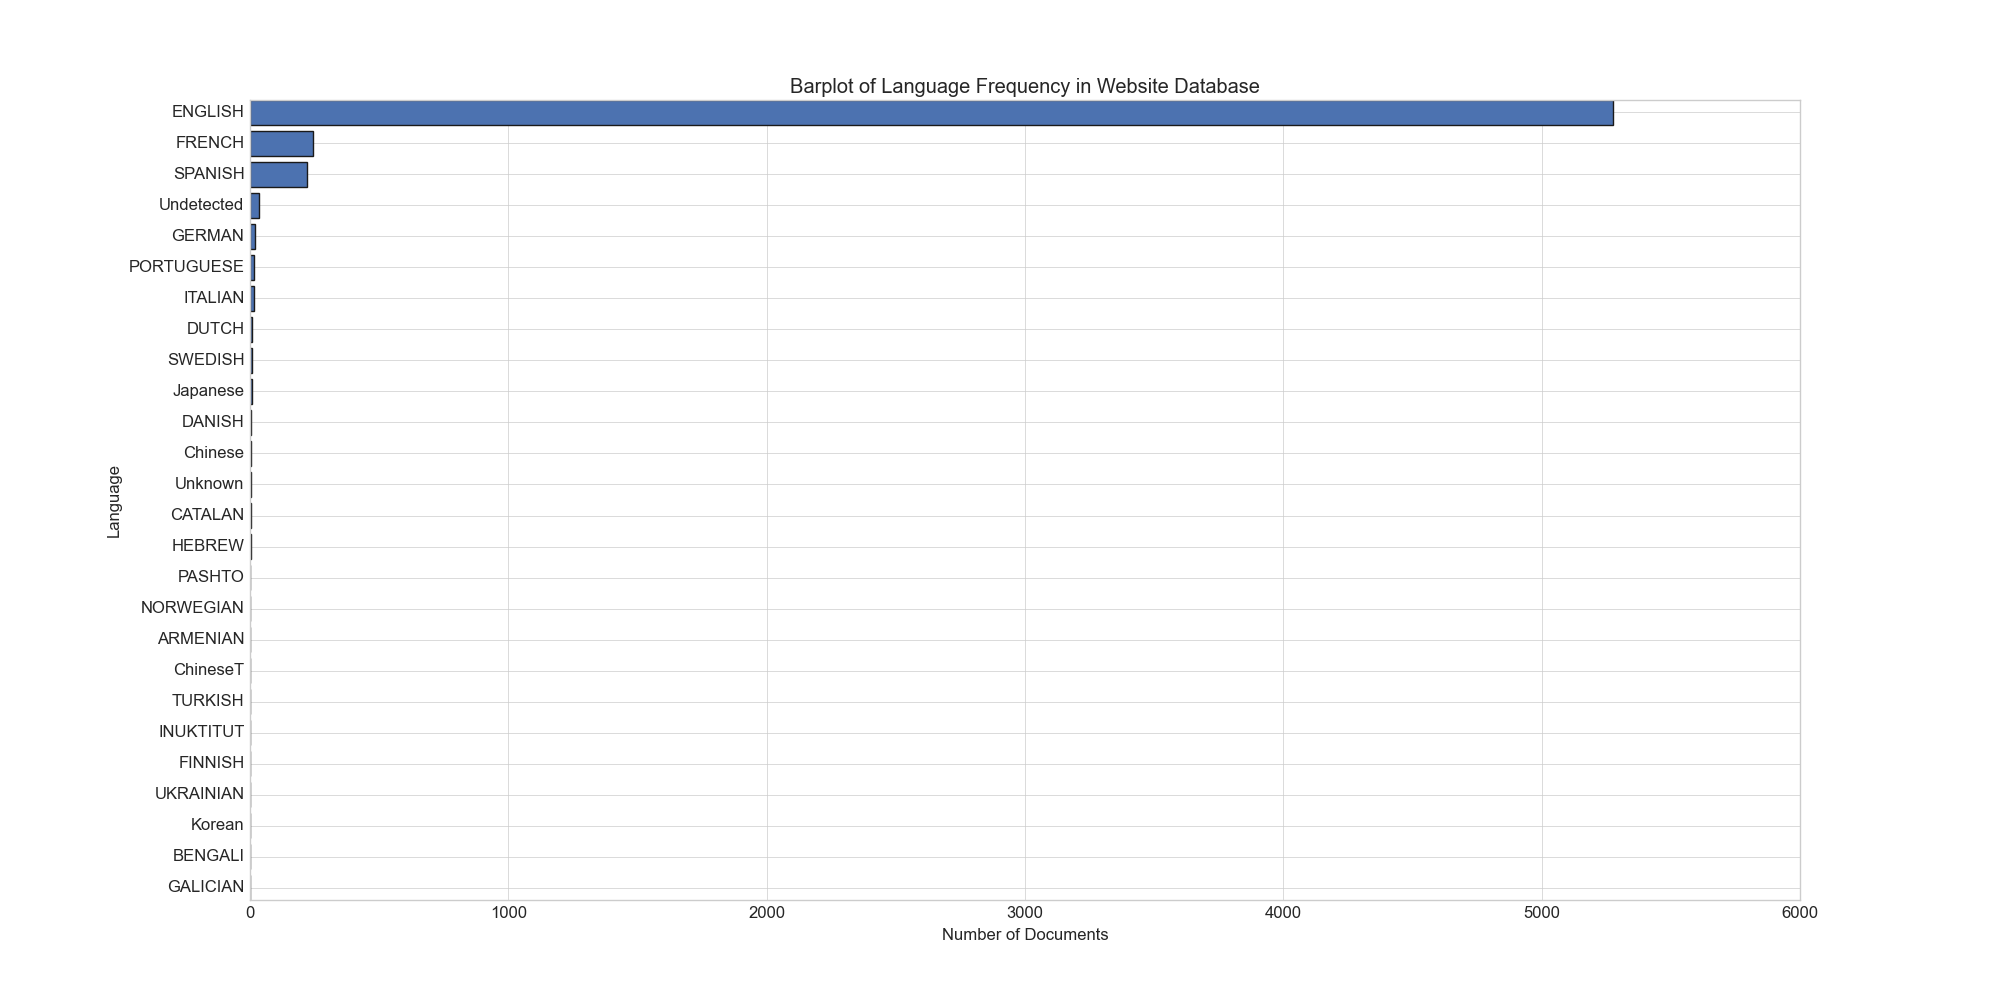 Barplot of Language Frequency in Website Database
ENGLISH
FRENCH
SPANISH
Undetected
GERMAN
PORTUGUESE
ITALIAN
DUTCH
SWEDISH
Japanese
DANISH
Chinese
Unknown
CATALAN
HEBREW
PASHTO
NORWEGIAN
ARMENIAN
ChineseT
TURKISH
INUKTITUT
FINNISH
UKRAINIAN
Korean
BENGALI
GALICIAN
Language
0 1000 2000 3000 4000 5000 6000
Number of Documents